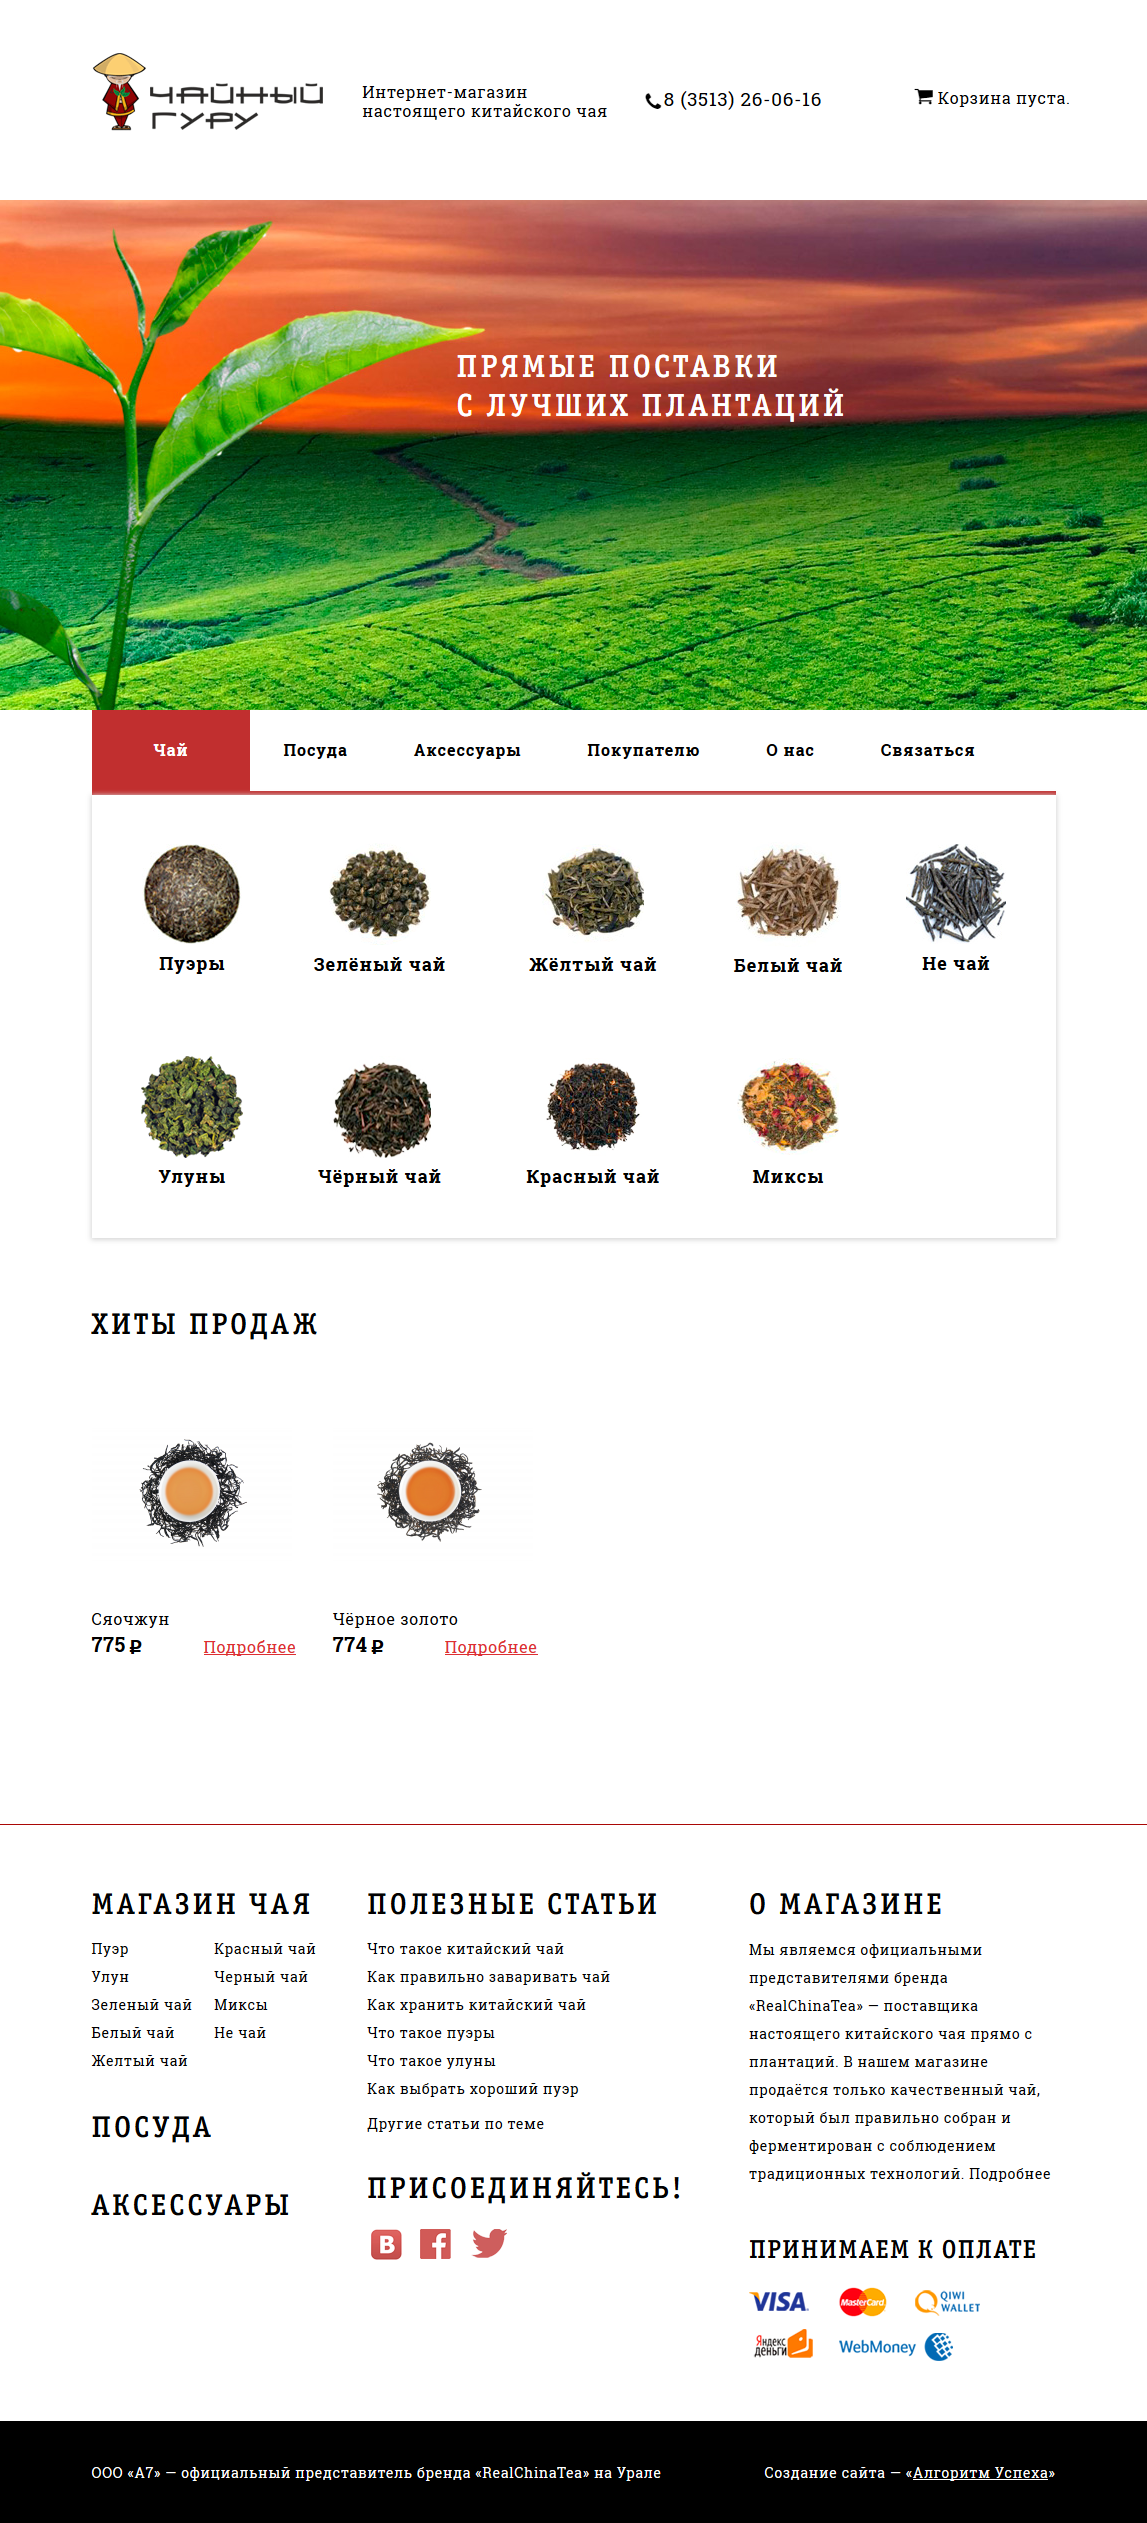 ЧАЙНЫЙ
ГУРУ
Интернет-магазин
настоящего китайского чая
8 (3513) 26-06-16
Корзина пуста.
ПРЯМЫЕ ПОСТАВКИ
С ЛУЧШИХ ПЛАНТАЦИЙ
Чай Посуда Аксессуары Покупателю О нас Связаться
Пуэры Зелёный чай Жёлтый чай Белый чай Не чай
Улуны Чёрный чай Красный чай Миксы
ХИТЫ ПРОДАЖ
Сяочжун
775 ₽ Подробнее
Чёрное золото
774 ₽ Подробнее
МАГАЗИН ЧАЯ
Пуэр
Улун
Зеленый чай
Белый чай
Желтый чай
Красный чай
Черный чай
Миксы
Не чай
ПОСУДА
АКСЕССУАРЫ
ПОЛЕЗНЫЕ СТАТЬИ
Что такое китайский чай
Как правильно заваривать чай
Как хранить китайский чай
Что такое пуэры
Что такое улуны
Как выбрать хороший пуэр
Другие статьи по теме
ПРИСОЕДИНЯЙТЕСЬ!
В
О МАГАЗИНЕ
Мы являемся официальными
представителями бренда
«RealChinaTea» — поставщика
настоящего китайского чая прямо с
плантаций. В нашем магазине
продаётся только качественный чай,
который был правильно собран и
ферментирован с соблюдением
традиционных технологий. Подробнее
ПРИНИМАЕМ К ОПЛАТЕ
VISA
MasterCard
QIWI
WALLET
Яндекс
деньги
WebMoney
ООО «А7» — официальный представитель бренда «RealChinaTea» на Урале
Создание сайта — «Алгоритм Успеха»